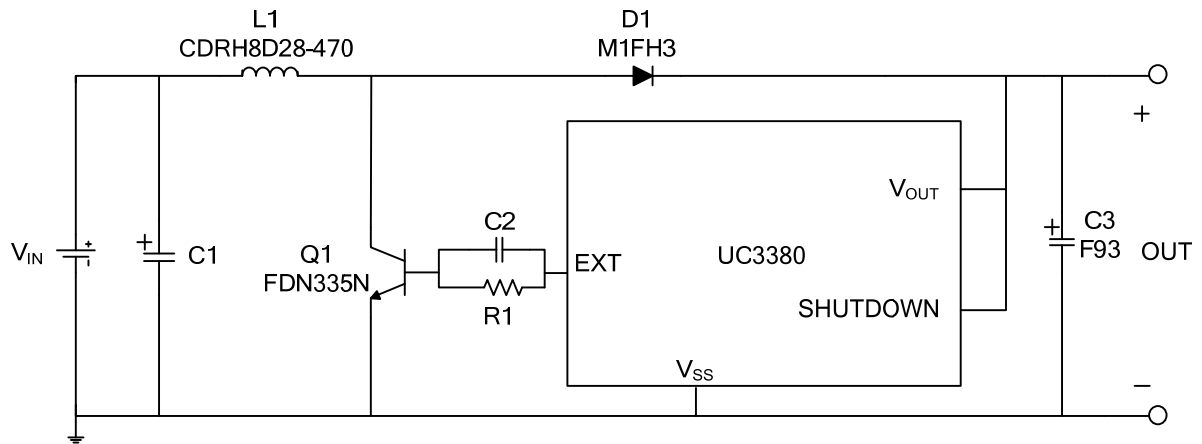 L1
CDRH8D28-470
D1
M1FH3
+
VOUT
C2
C3
F93
VIN
+
-
+
C1
Q1
FDN335N
EXT
UC3380
+
OUT
R1
SHUTDOWN
VSS
−